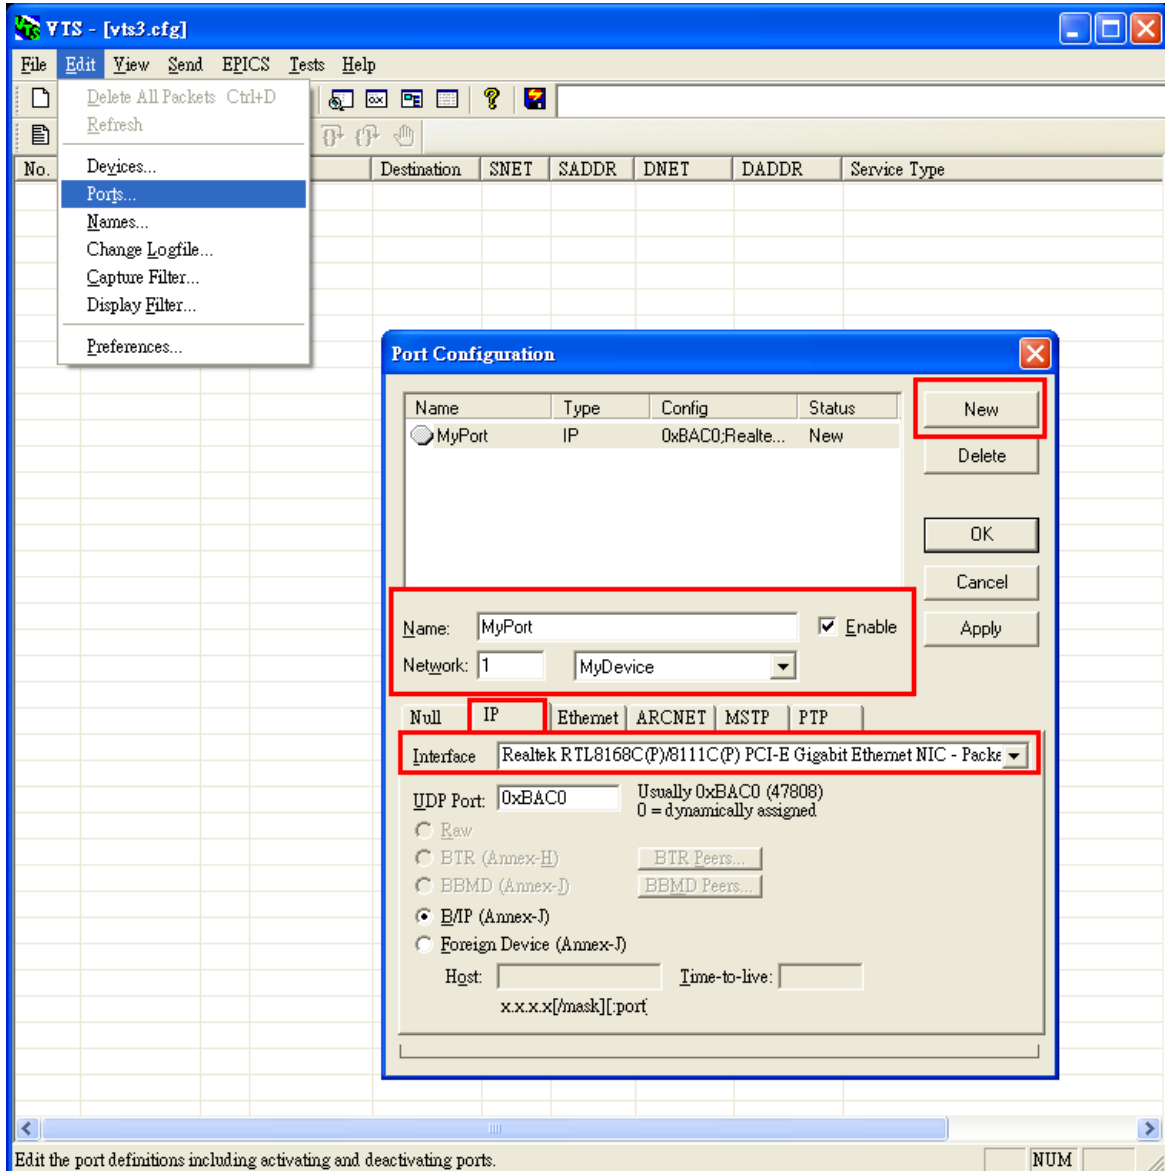 VTS - [vts3.cfg]
File Edit View Send EPICS Tests Help
Delete All Packets Ctrl+D
Refresh
Devices...
Ports...
Names...
Change Logfile...
Capture Filter...
Display Filter...
Preferences...
No. Destination SNET SADDR DNET DADDR Service Type
Port Configuration
Name Type Config Status
MyPort IP 0xBAC0;Realte... New
New
Delete
OK
Cancel
Apply
Name: MyPort Enable
Network: 1 MyDevice
Null IP Ethernet ARCNET MSTP PTP
Interface Realtek RTL8168C(P)/8111C(P) PCI-E Gigabit Ethernet NIC - Packe
UDP Port: 0xBAC0 Usually 0xBAC0 (47808)
0 = dynamically assigned
Raw
BTR (Annex-H) BTR Peers...
BBMD (Annex-J) BBMD Peers...
B/IP (Annex-J)
Foreign Device (Annex-J)
Host: Time-to-live:
x.x.x.x[/mask][:port
Edit the port definitions including activating and deactivating ports. NUM